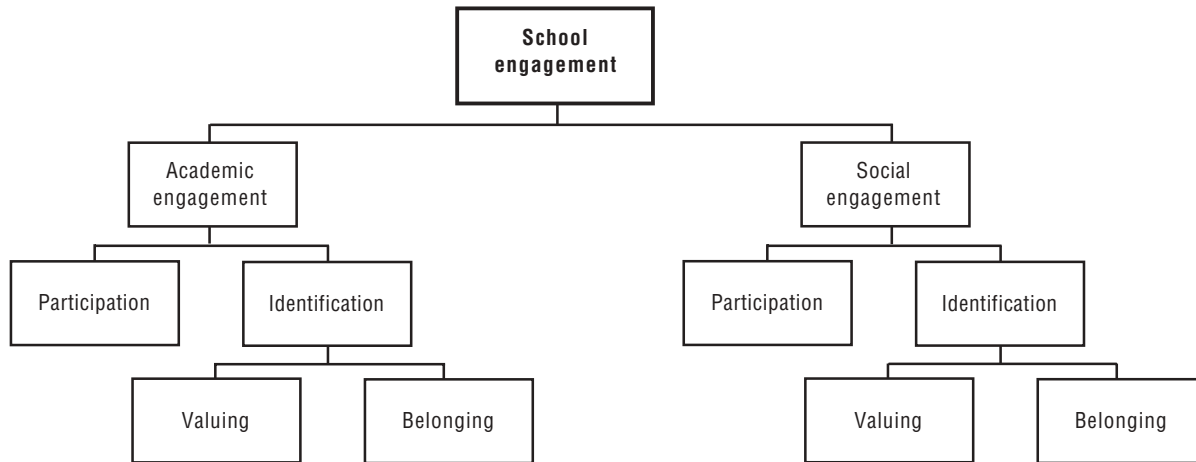 School
engagement
Academic
engagement
Social
engagement
Participation
Identification
Participation
Identification
Valuing
Belonging
Valuing
Belonging